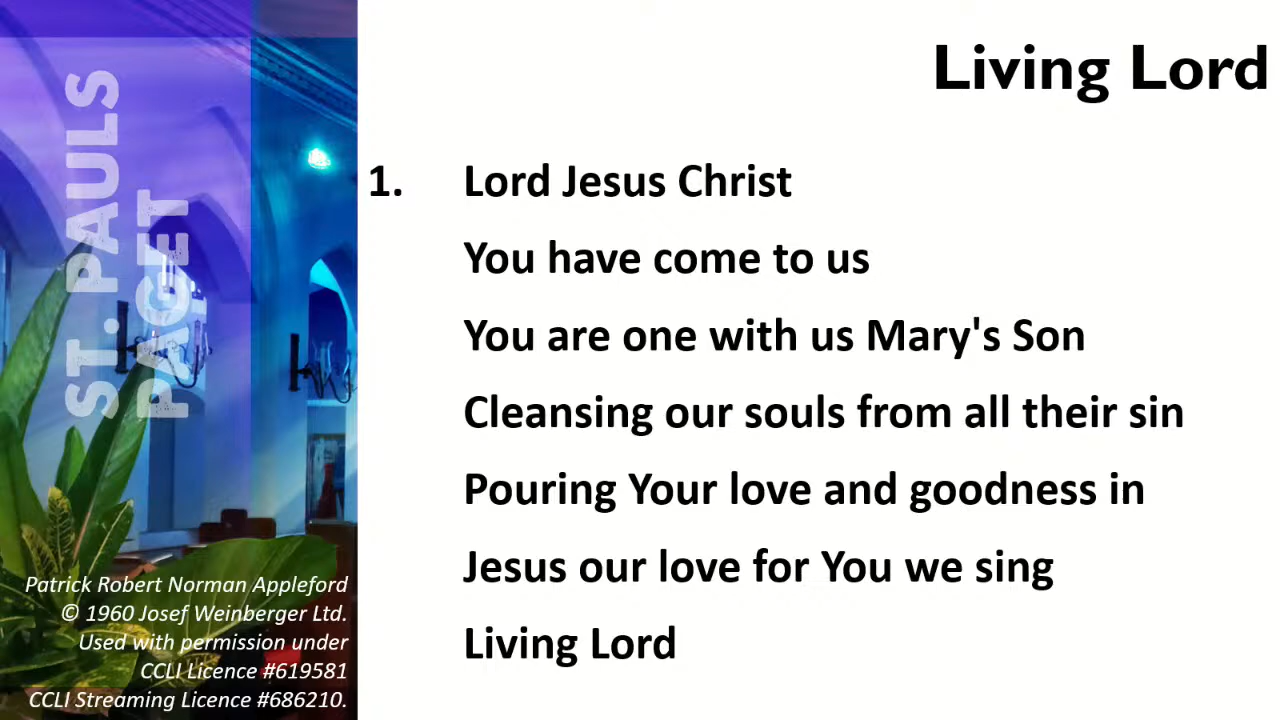 Living Lord
1. Lord Jesus Christ
You have come to us
You are one with us Mary's Son
Cleansing our souls from all their sin
Pouring Your love and goodness in
Jesus our love for You we sing
Living Lord
ST. PAULS
PAGET
Patrick Robert Norman Appleford
© 1960 Josef Weinberger Ltd.
Used with permission under
CCLI Licence #619581
CCLI Streaming Licence #686210.